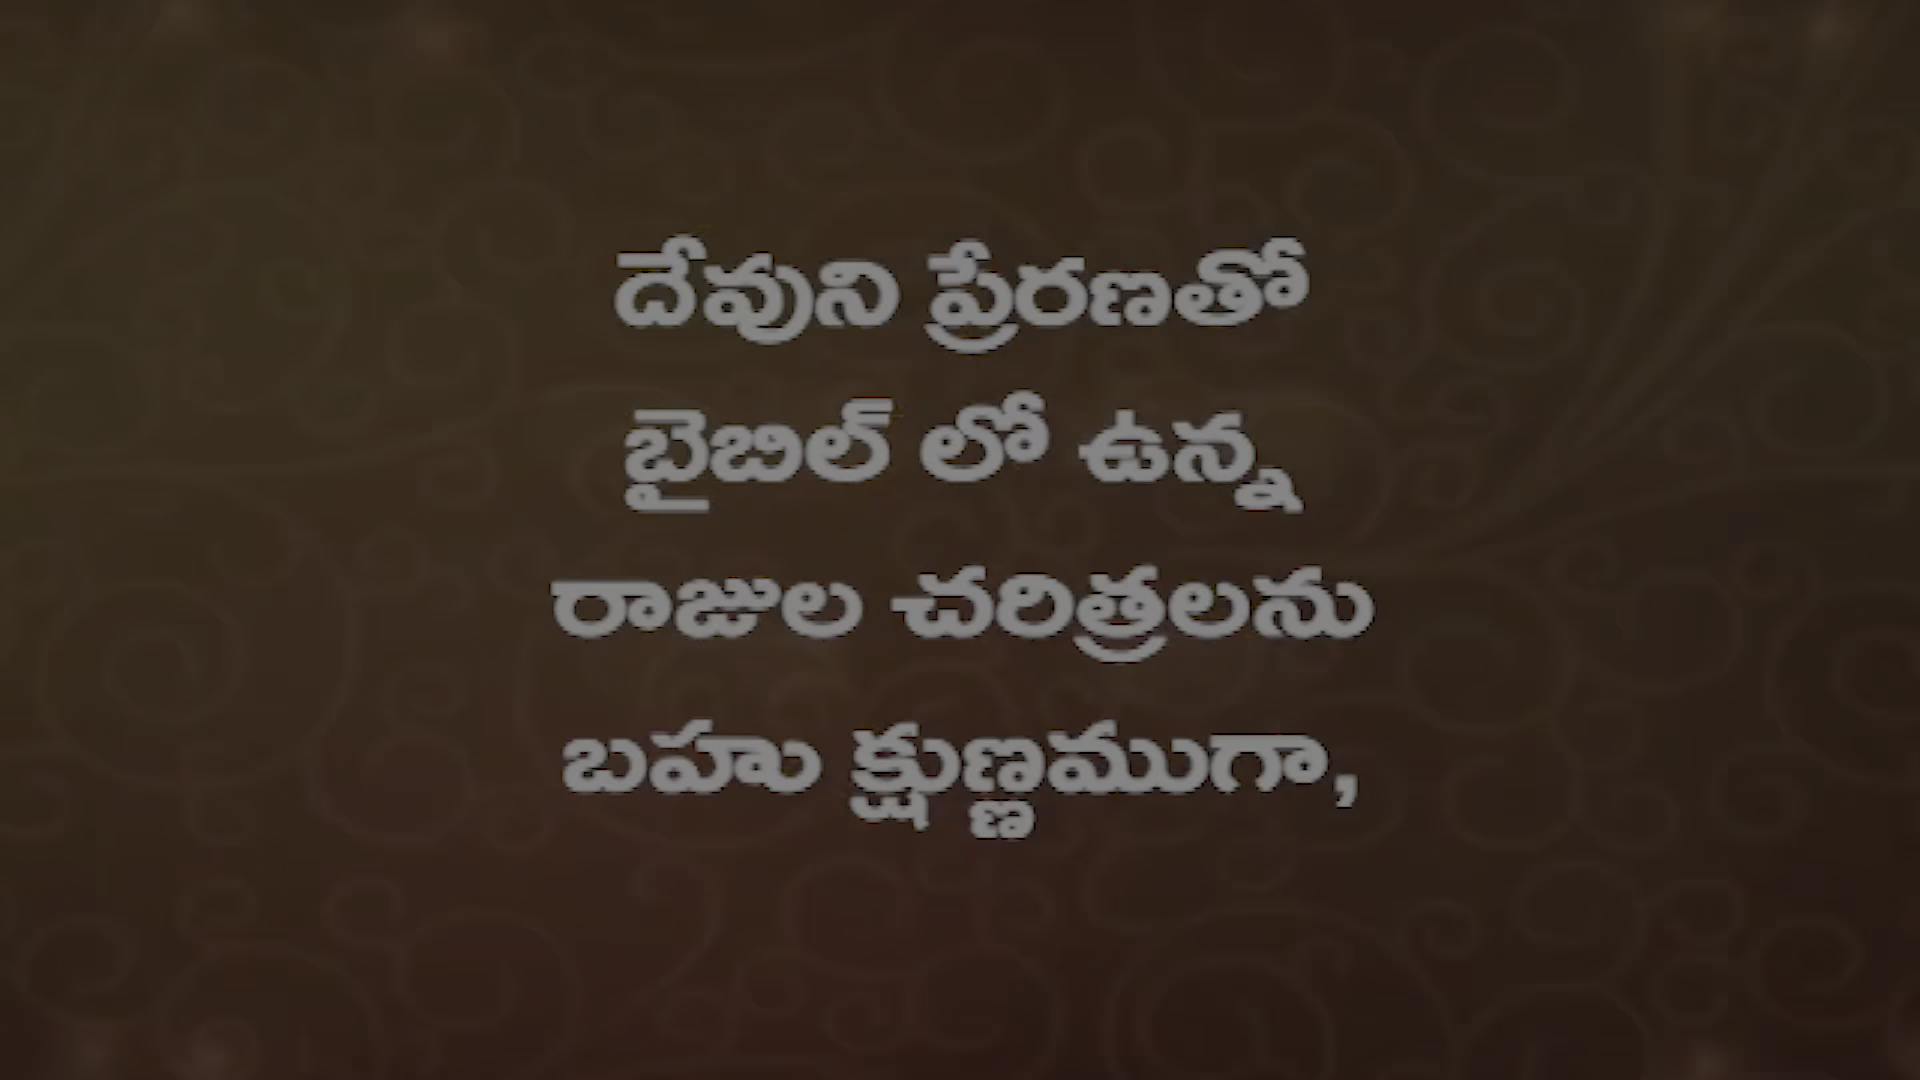 దేవుని ప్రేరణతో
బైబిల్ లో ఉన్న
రాజుల చరిత్రలను
బహు క్షుణ్ణముగా,